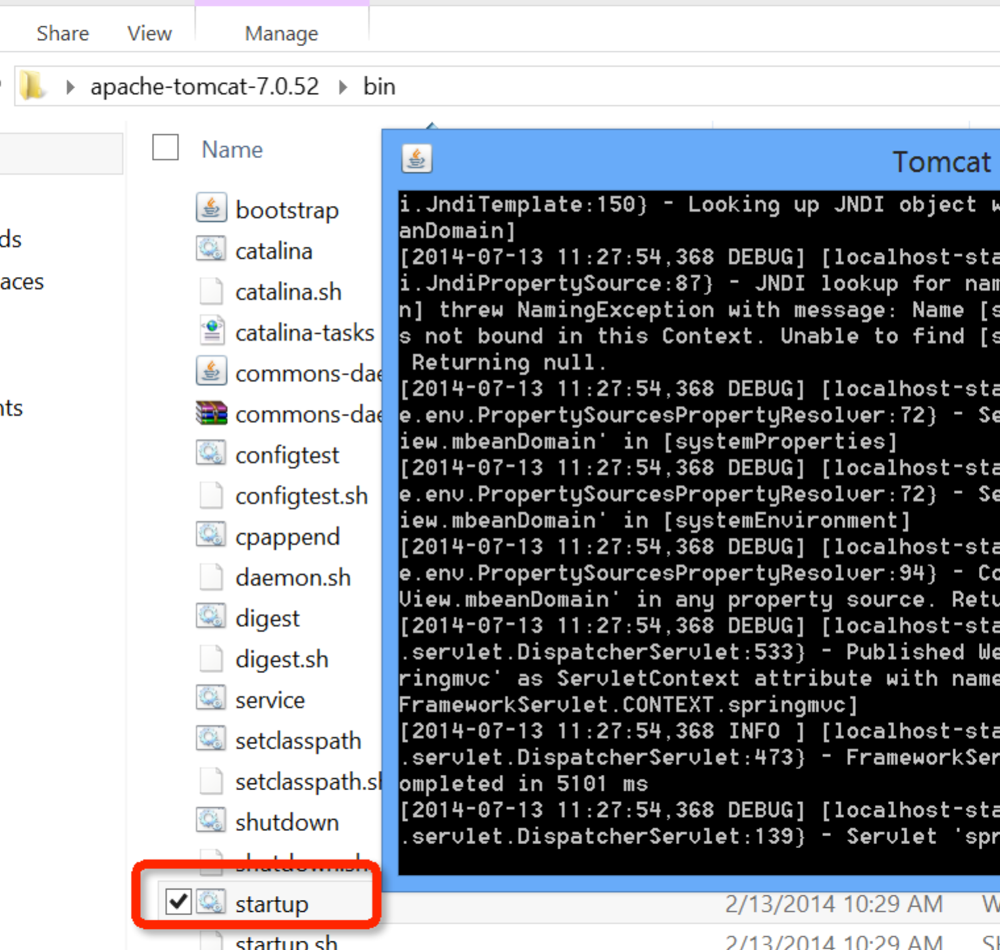 Share View Manage
apache-tomcat-7.0.52 bin
ds
aces
nts
Name
bootstrap
catalina
catalina.sh
catalina-tasks
commons-dae
commons-dae
configtest
configtest.sh
cpappend
daemon.sh
digest
digest.sh
service
setclasspath
setclasspath.sh
shutdown
shutdown.sh
startup 2/13/2014 10:29 AM W
startup.sh 2/13/2014 10:29 AM SH
Tomcat
i.JndiTemplate:150} - Looking up JNDI object w
anDomain]
[2014-07-13 11:27:54,368 DEBUG] [localhost-sta
i.JndiPropertySource:87} - JNDI lookup for nam
n] threw NamingException with message: Name [s
s not bound in this Context. Unable to find [s
Returning null.
[2014-07-13 11:27:54,368 DEBUG] [localhost-sta
e.env.PropertySourcesPropertyResolver:72} - Se
iew.mbeanDomain' in [systemProperties]
[2014-07-13 11:27:54,368 DEBUG] [localhost-sta
e.env.PropertySourcesPropertyResolver:72} - Se
iew.mbeanDomain' in [systemEnvironment]
[2014-07-13 11:27:54,368 DEBUG] [localhost-sta
e.env.PropertySourcesPropertyResolver:94} - Co
View.mbeanDomain' in any property source. Retu
[2014-07-13 11:27:54,368 DEBUG] [localhost-sta
.servlet.DispatcherServlet:533} - Published We
ringmvc' as ServletContext attribute with name
FrameworkServlet.CONTEXT.springmvc]
[2014-07-13 11:27:54,368 INFO ] [localhost-sta
.servlet.DispatcherServlet:473} - FrameworkSer
ompleted in 5101 ms
[2014-07-13 11:27:54,368 DEBUG] [localhost-sta
.servlet.DispatcherServlet:139} - Servlet 'spr